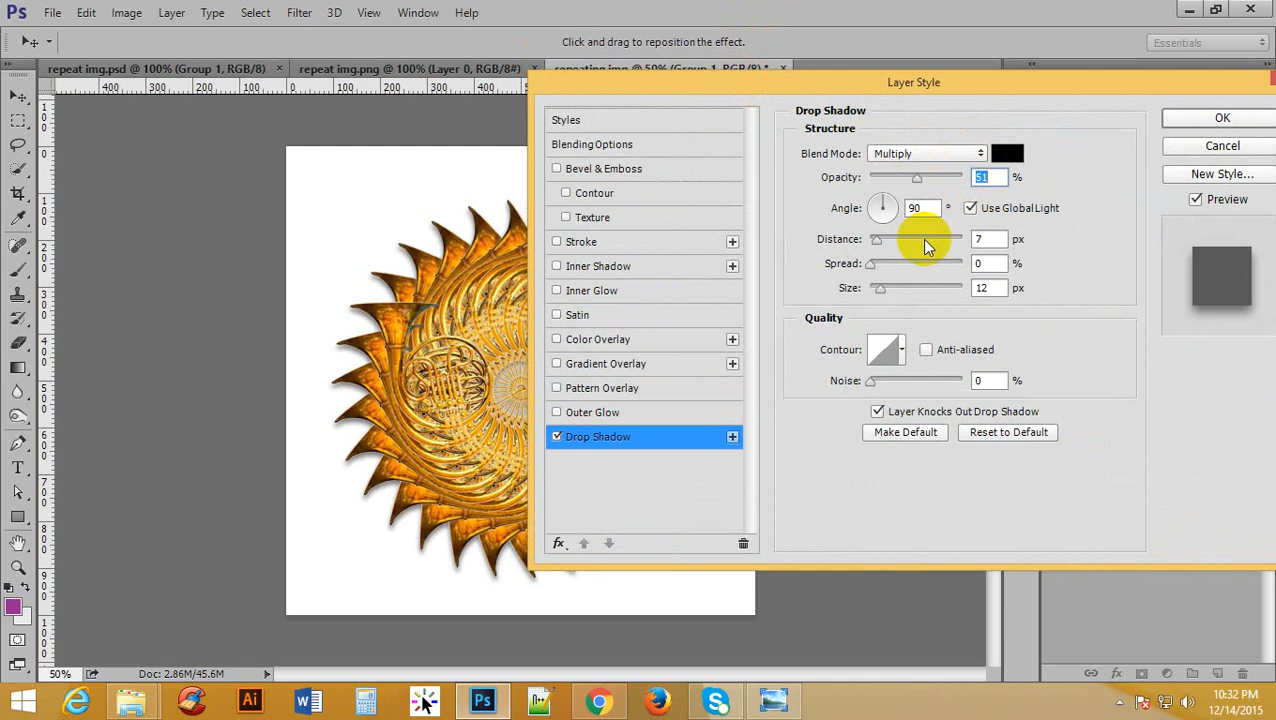 Ps File Edit Image Layer Type Select Filter 3D View Window Help
Click and drag to reposition the effect. Essentials
repeat img.psd @ 100% (Group 1, RGB/8) × repeat img.png @ 100% (Layer 0, RGB/8#) × repeating.jpg @ 50% (Group 1, RGB/8) * ×
400 300 200 100 0 100 200 300 400
Layer Style
Styles
Blending Options
Bevel & Emboss
Contour
Texture
Stroke
Inner Shadow
Inner Glow
Satin
Color Overlay
Gradient Overlay
Pattern Overlay
Outer Glow
Drop Shadow
fx
Drop Shadow
Structure
Blend Mode: Multiply
Opacity: 51 %
Angle: 90 ° Use Global Light
Distance: 7 px
Spread: 0 %
Size: 12 px
Quality
Contour: Anti-aliased
Noise: 0 %
Layer Knocks Out Drop Shadow
Make Default Reset to Default
OK
Cancel
New Style...
Preview
50% Doc: 2.86M/45.6M
10:32 PM
12/14/2015